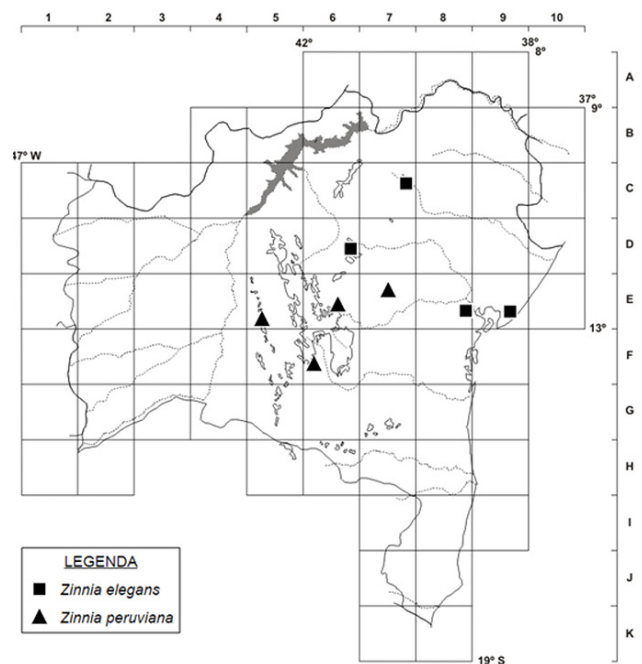 1 2 3 4 5 6 7 8 9 10
42° 38°
8°
A
37°
9°
B
47° W
C
D
E
13°
F
G
H
I
LEGENDA
Zinnia elegans
J
Zinnia peruviana
K
19° S